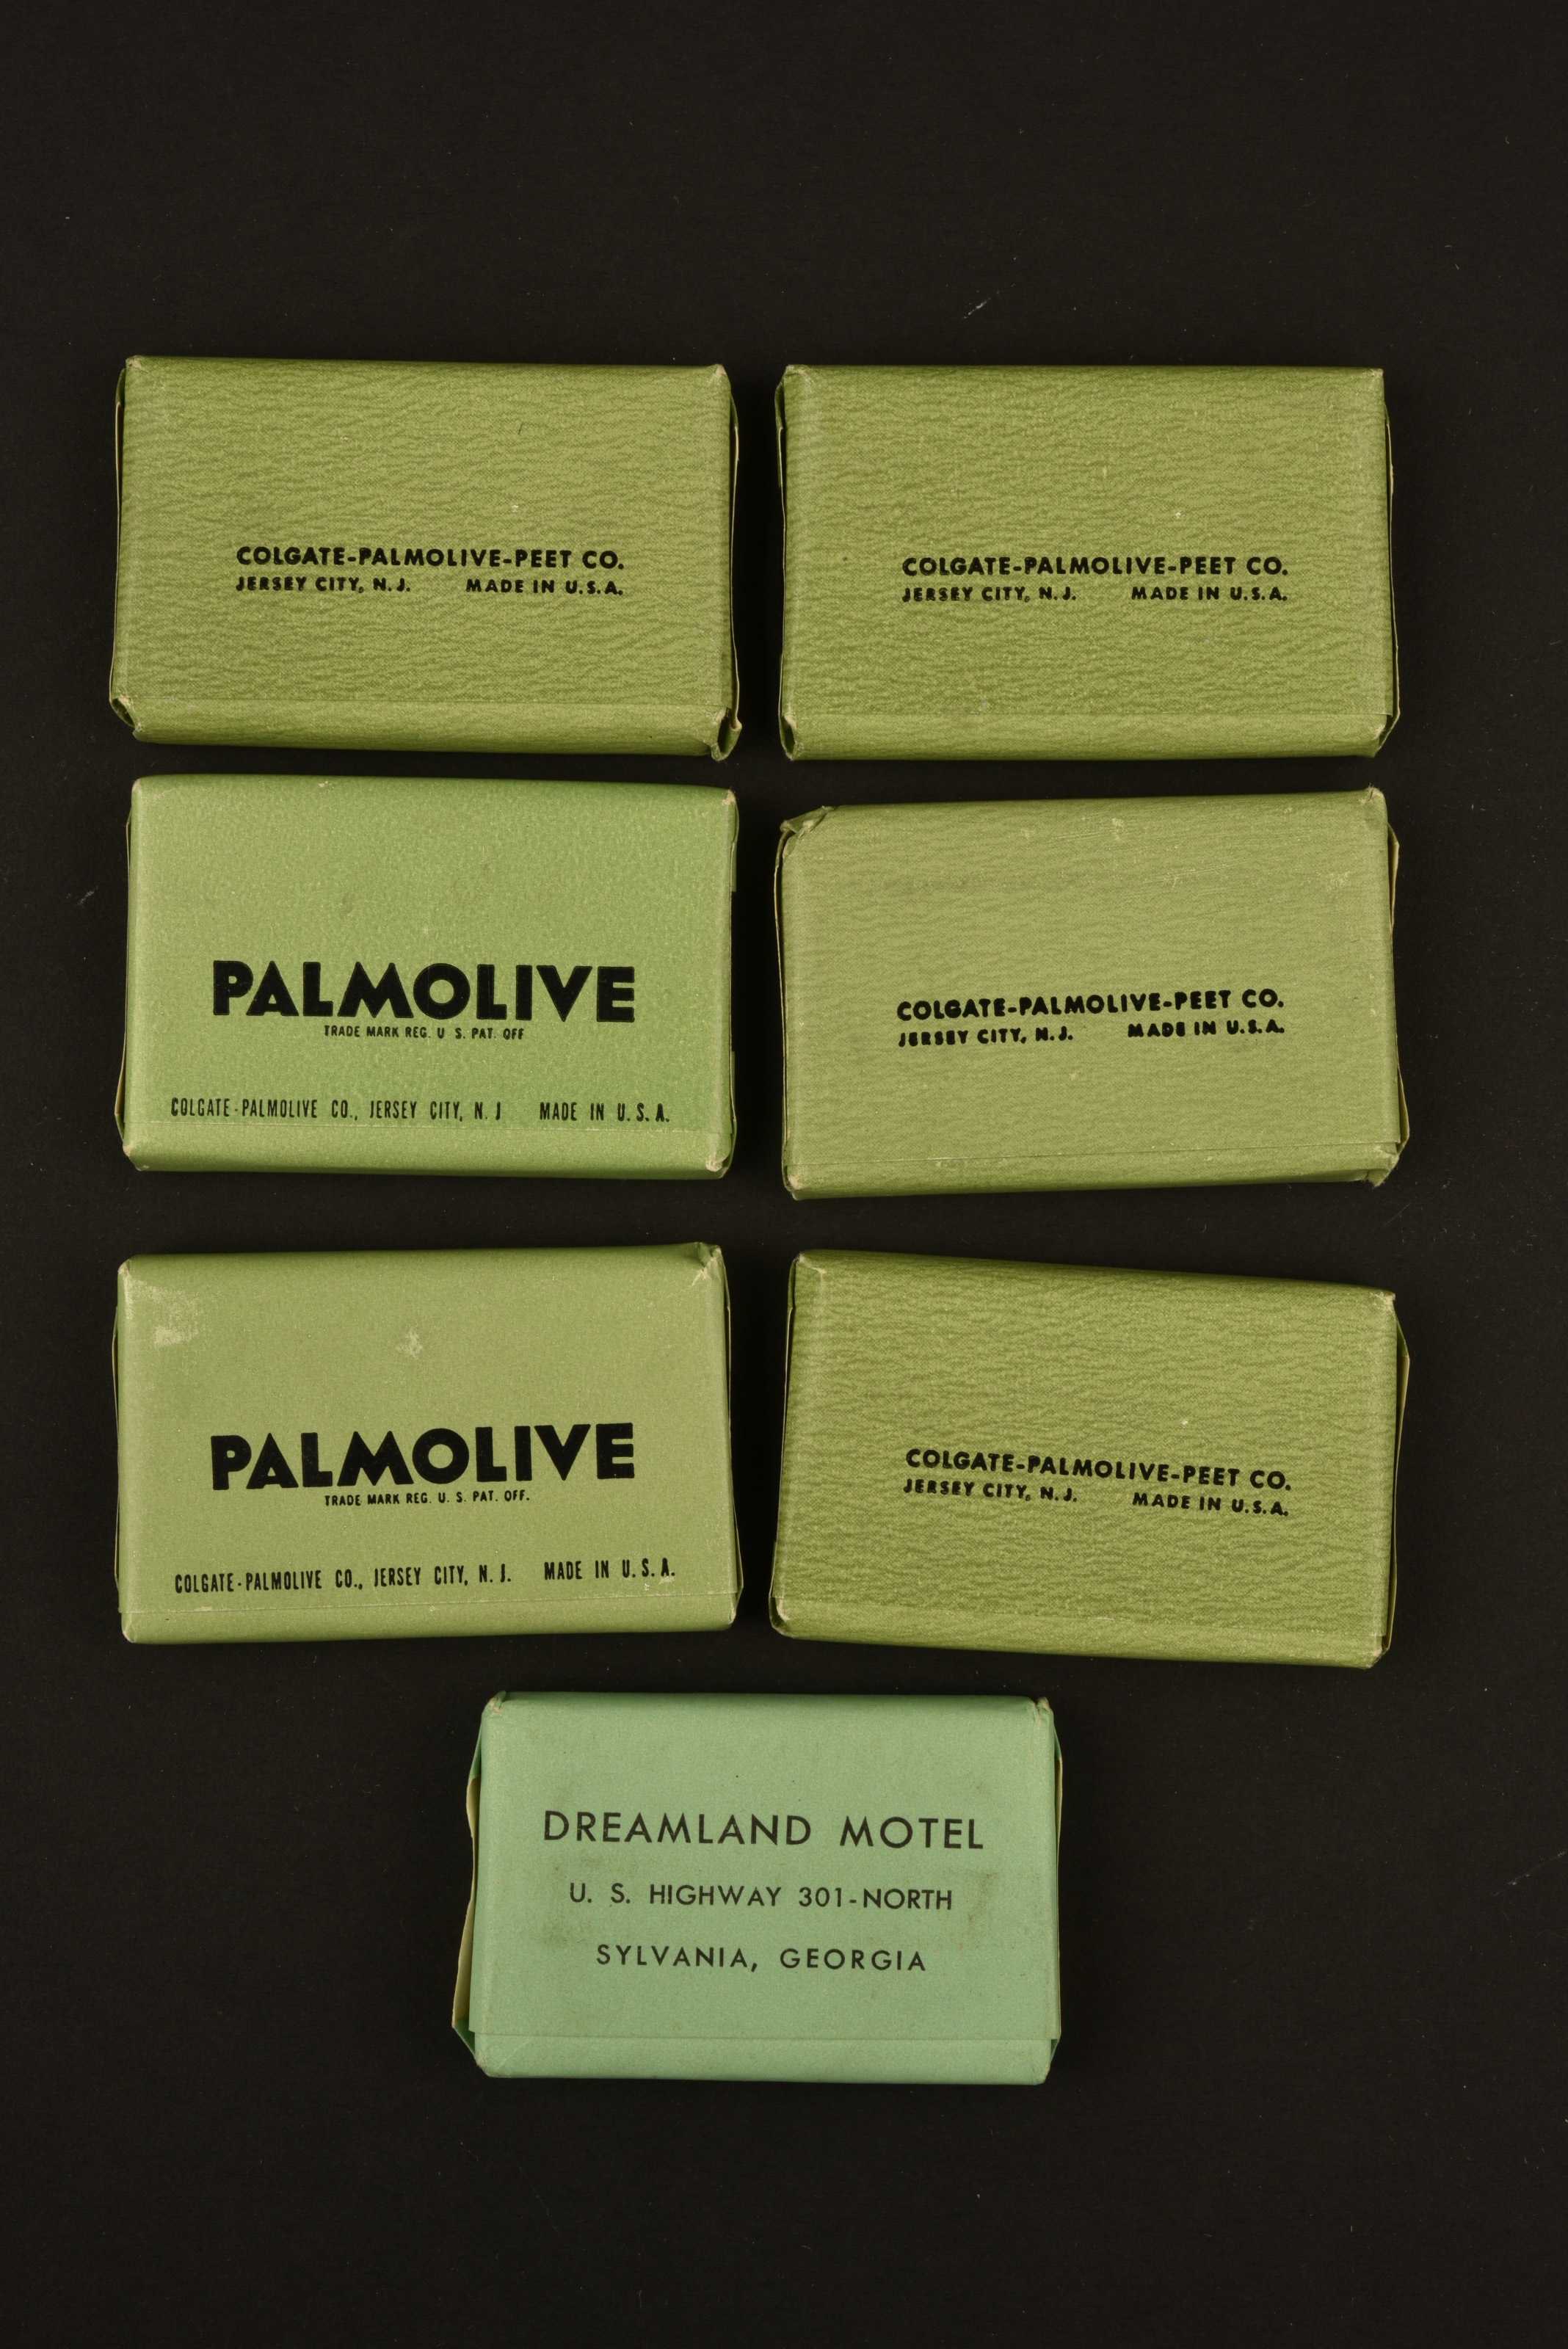 COLGATE-PALMOLIVE-PEET CO.
JERSEY CITY, N.J. MADE IN U.S.A.
COLGATE-PALMOLIVE-PEET CO.
JERSEY CITY, N.J. MADE IN U.S.A.
PALMOLIVE
TRADE MARK REG. U S. PAT. OFF
COLGATE-PALMOLIVE CO., JERSEY CITY, N. J MADE IN U. S. A.
COLGATE-PALMOLIVE-PEET CO.
JERSEY CITY, N.J. MADE IN U.S.A.
PALMOLIVE
TRADE MARK REG. U. S. PAT. OFF.
COLGATE-PALMOLIVE CO., JERSEY CITY, N. J. MADE IN U. S. A.
COLGATE-PALMOLIVE-PEET CO.
JERSEY CITY, N.J. MADE IN U.S.A.
DREAMLAND MOTEL
U. S. HIGHWAY 301-NORTH
SYLVANIA, GEORGIA